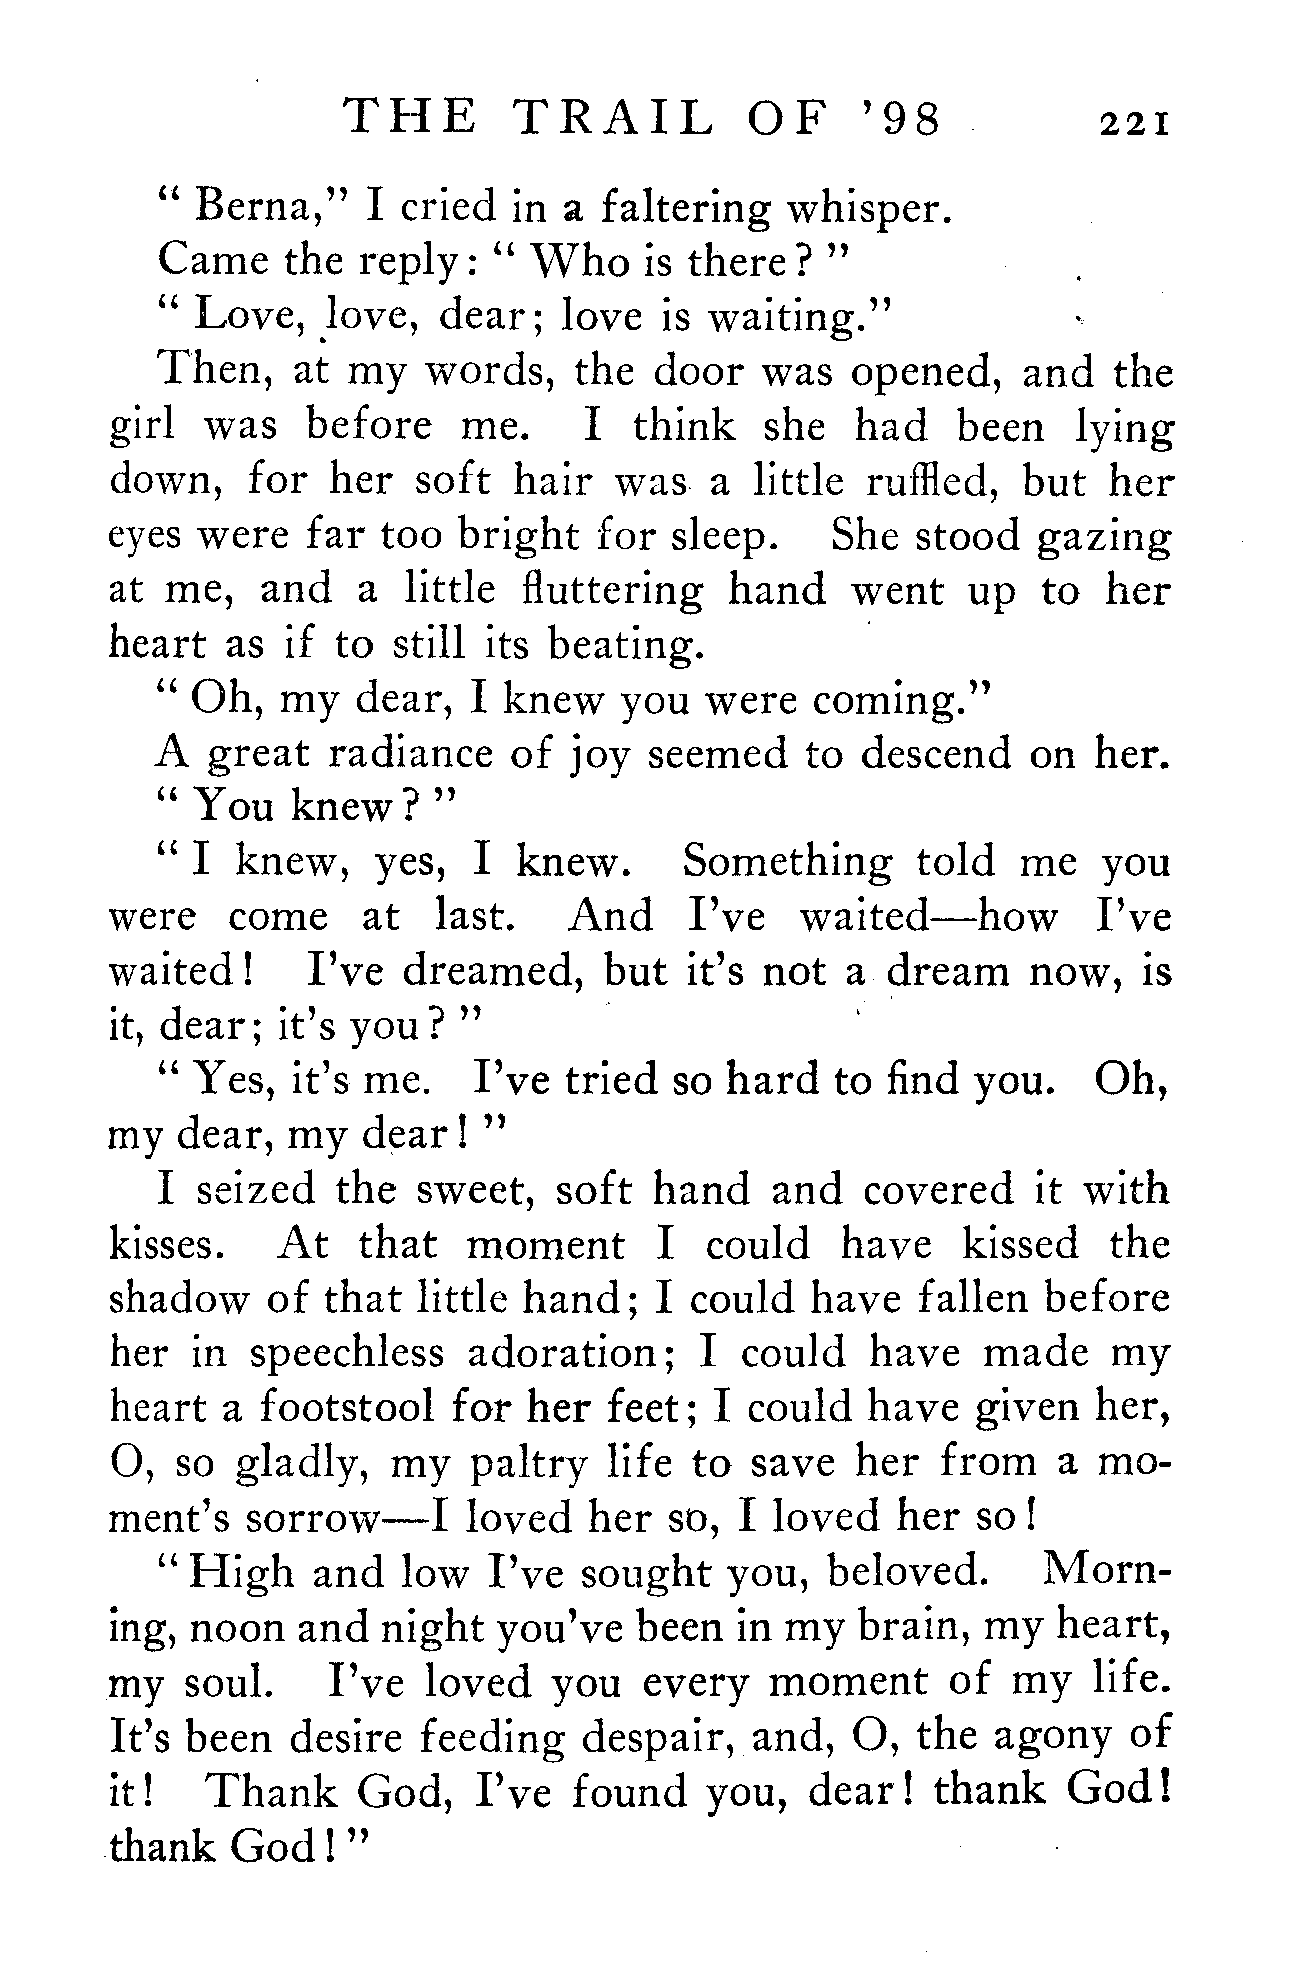 THE TRAIL OF '98 221
" Berna," I cried in a faltering whisper.
Came the reply: " Who is there? "
" Love, love, dear; love is waiting."
Then, at my words, the door was opened, and the
girl was before me. I think she had been lying
down, for her soft hair was a little ruffled, but her
eyes were far too bright for sleep. She stood gazing
at me, and a little fluttering hand went up to her
heart as if to still its beating.
" Oh, my dear, I knew you were coming."
A great radiance of joy seemed to descend on her.
" You knew? "
" I knew, yes, I knew. Something told me you
were come at last. And I've waited—how I've
waited! I've dreamed, but it's not a dream now, is
it, dear; it's you? "
" Yes, it's me. I've tried so hard to find you. Oh,
my dear, my dear! "
I seized the sweet, soft hand and covered it with
kisses. At that moment I could have kissed the
shadow of that little hand; I could have fallen before
her in speechless adoration; I could have made my
heart a footstool for her feet; I could have given her,
O, so gladly, my paltry life to save her from a mo-
ment's sorrow—I loved her so, I loved her so!
" High and low I've sought you, beloved. Morn-
ing, noon and night you've been in my brain, my heart,
my soul. I've loved you every moment of my life.
It's been desire feeding despair, and, O, the agony of
it! Thank God, I've found you, dear! thank God!
thank God! "